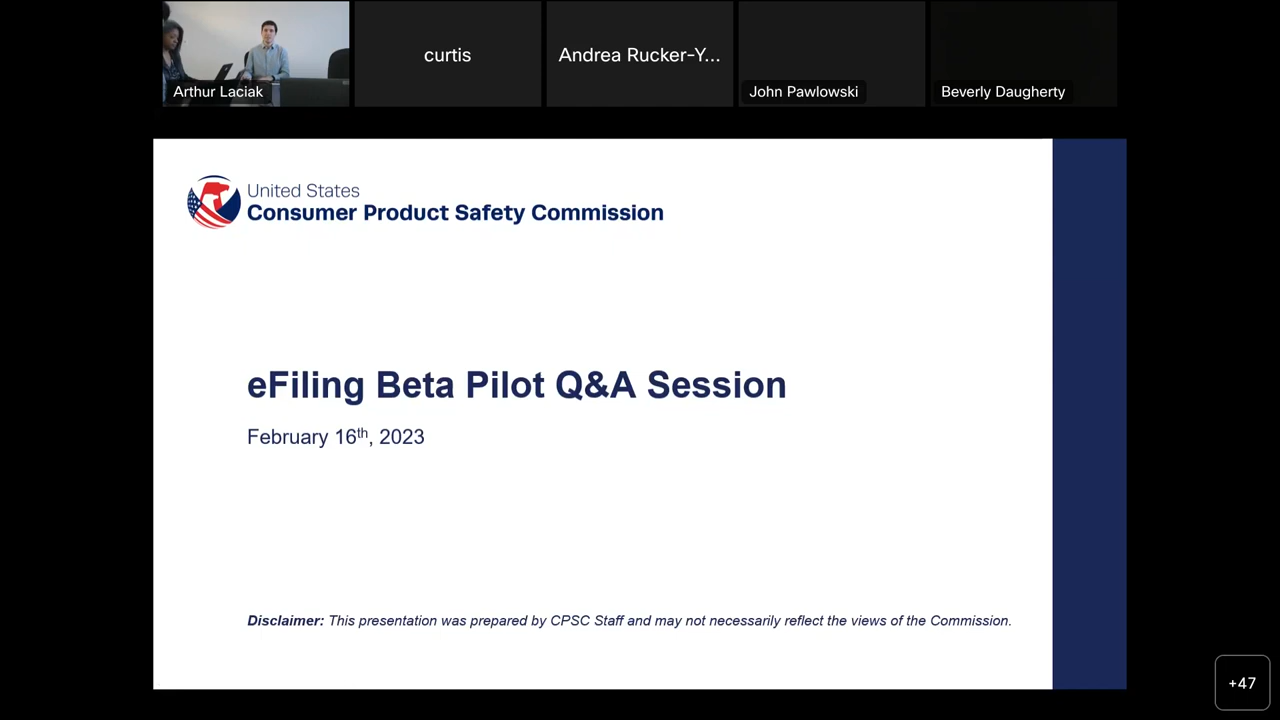 Arthur Laciak
curtis
Andrea Rucker-Y...
John Pawlowski
Beverly Daugherty
United States
Consumer Product Safety Commission
eFiling Beta Pilot Q&A Session
February 16th, 2023
Disclaimer: This presentation was prepared by CPSC Staff and may not necessarily reflect the views of the Commission.
+47